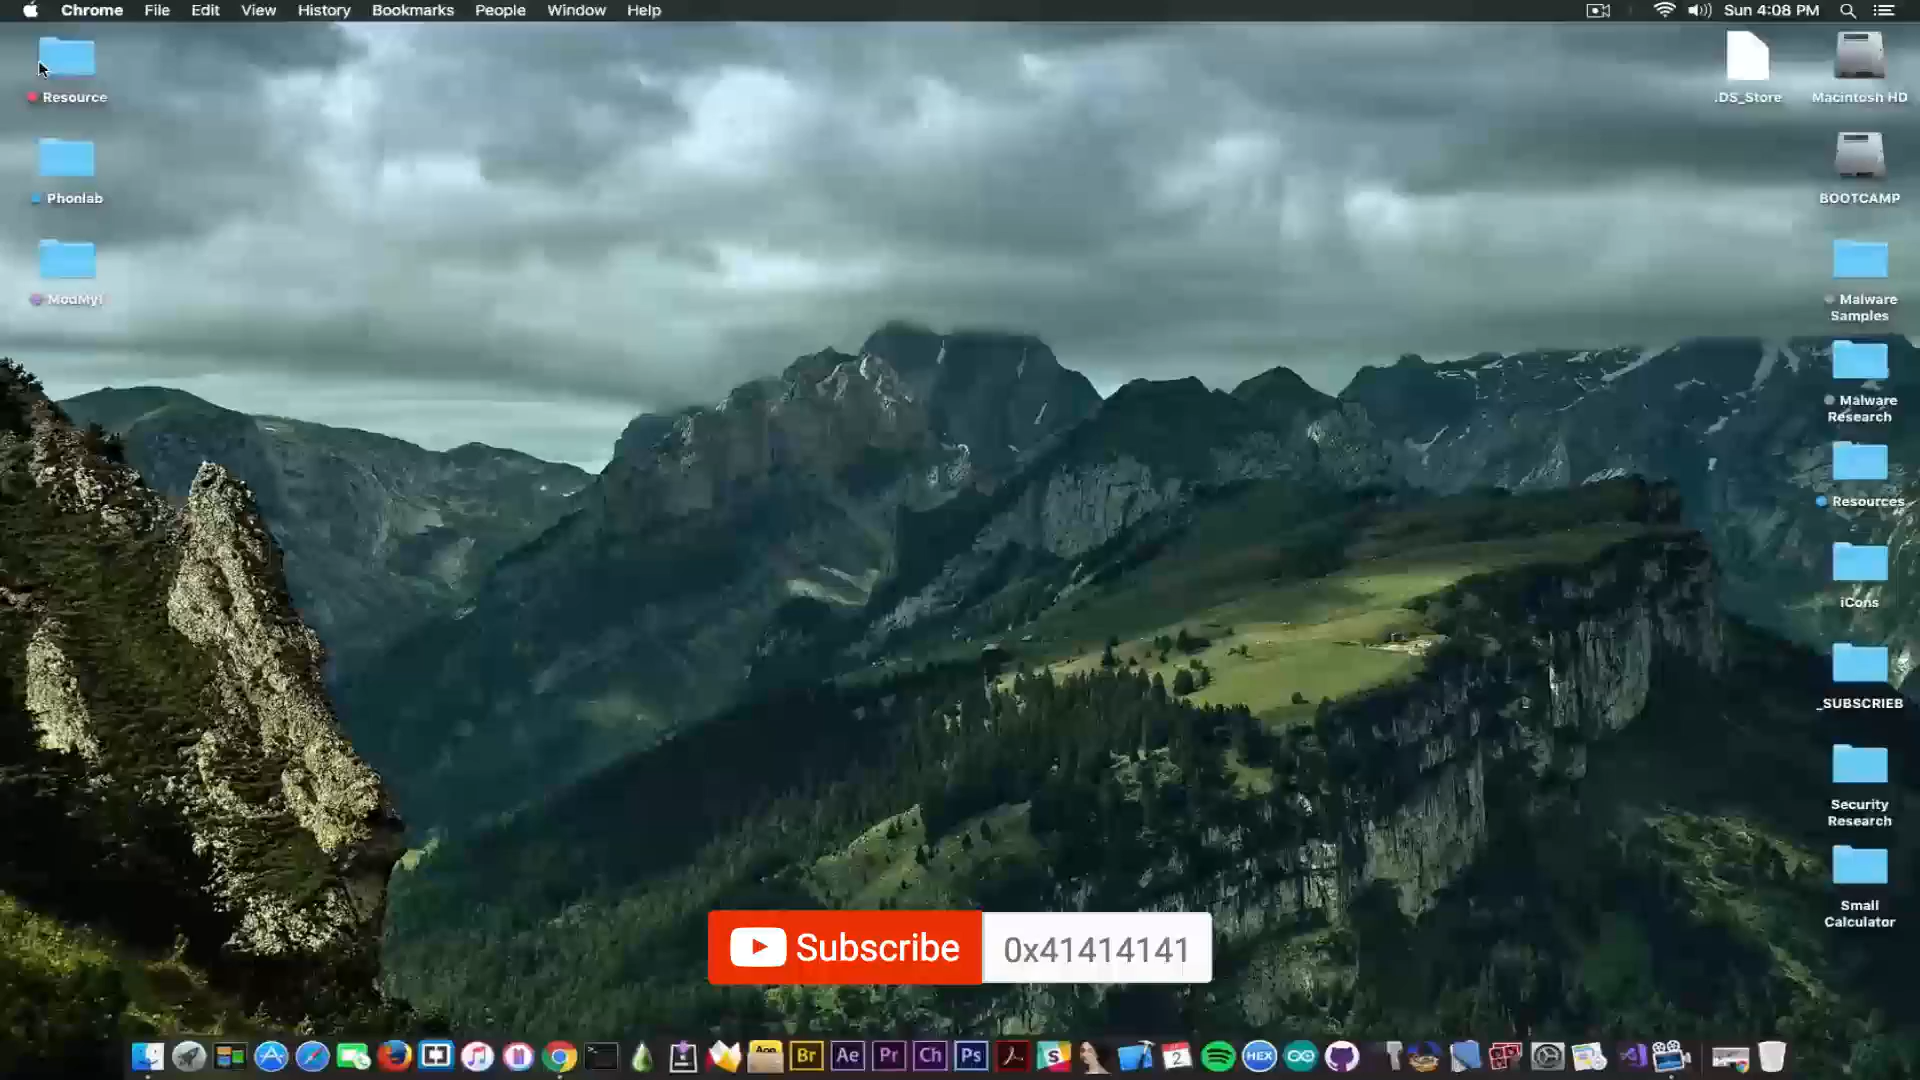 Chrome File Edit View History Bookmarks People Window Help
Sun 4:08 PM
Resource
Phonlab
ModMyI
.DS_Store
Macintosh HD
BOOTCAMP
Malware
Samples
Malware
Research
Resources
iCons
_SUBSCRIEB
Security
Research
Small
Calculator
Subscribe
0x41414141
Br
Ae
Pr
Ch
Ps
2
HEX